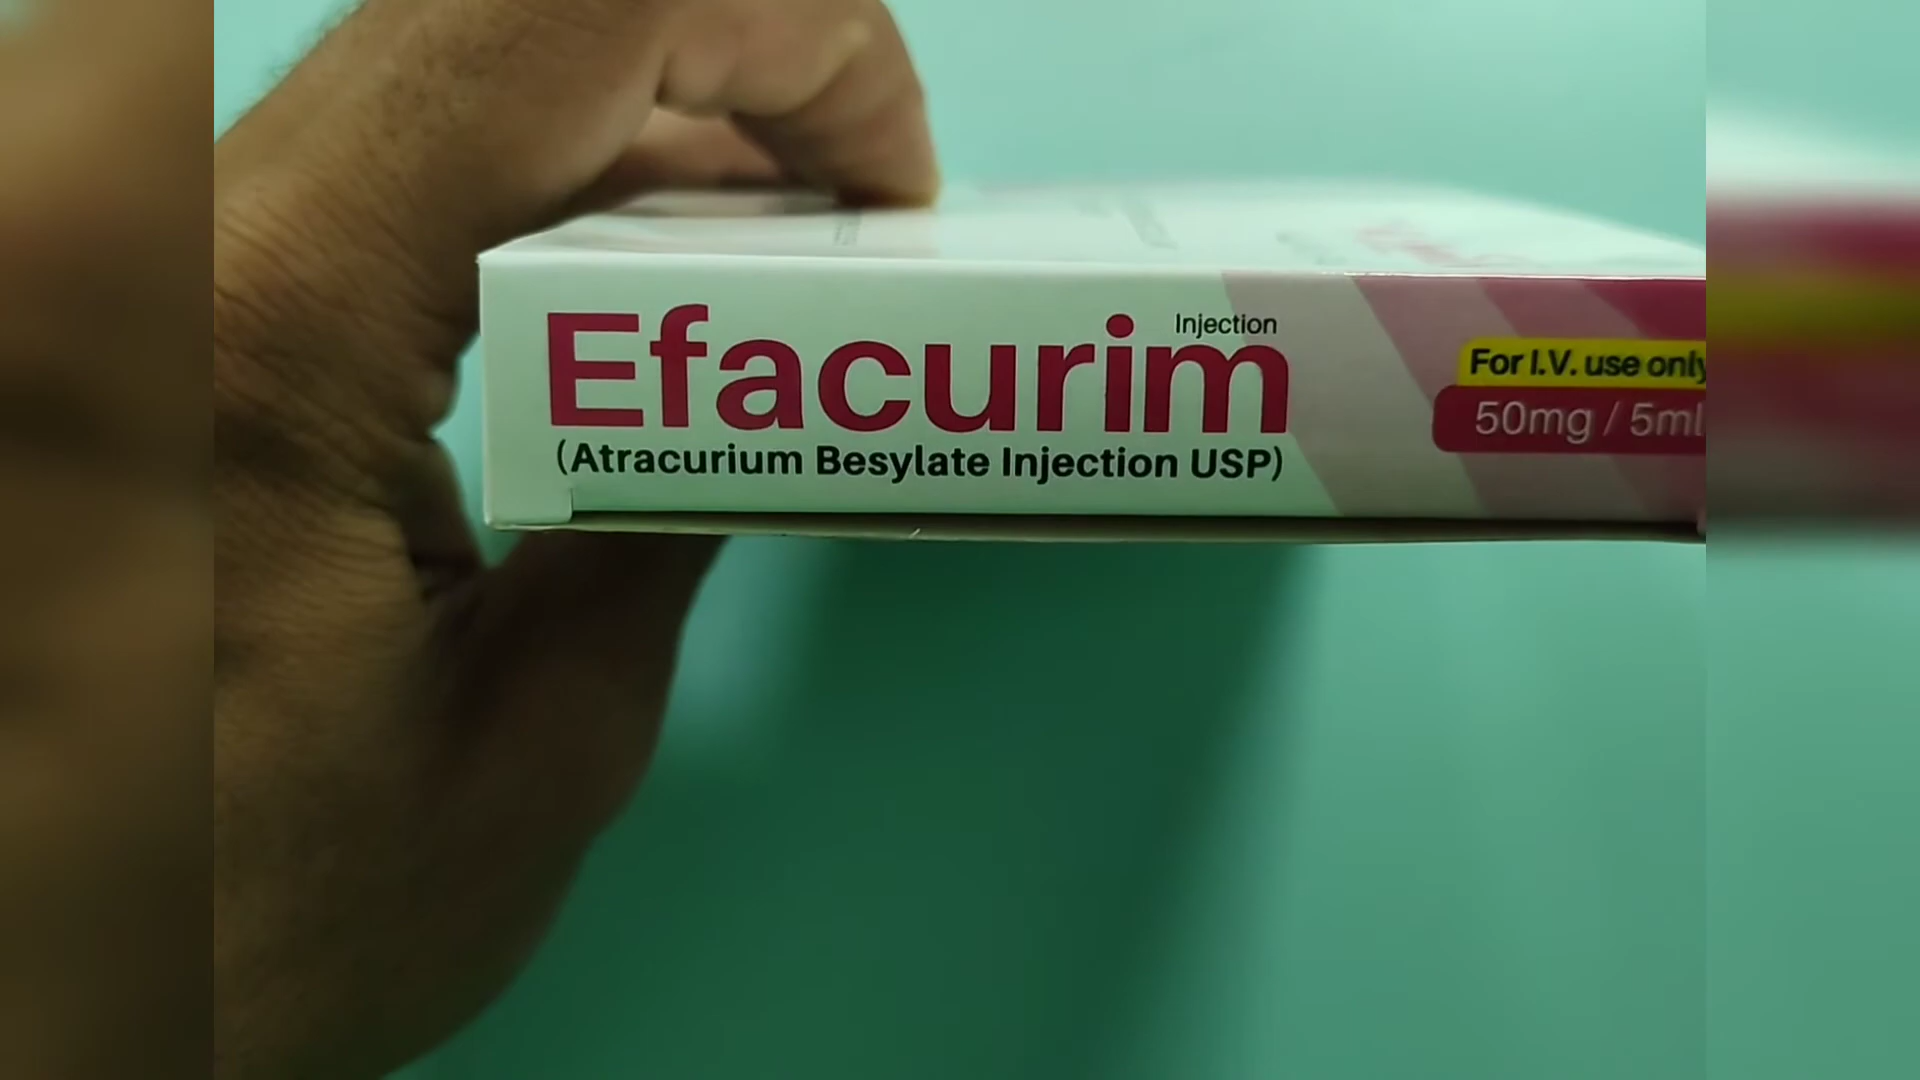 Efacurim
Injection
(Atracurium Besylate Injection USP)
For I.V. use only
50mg / 5ml